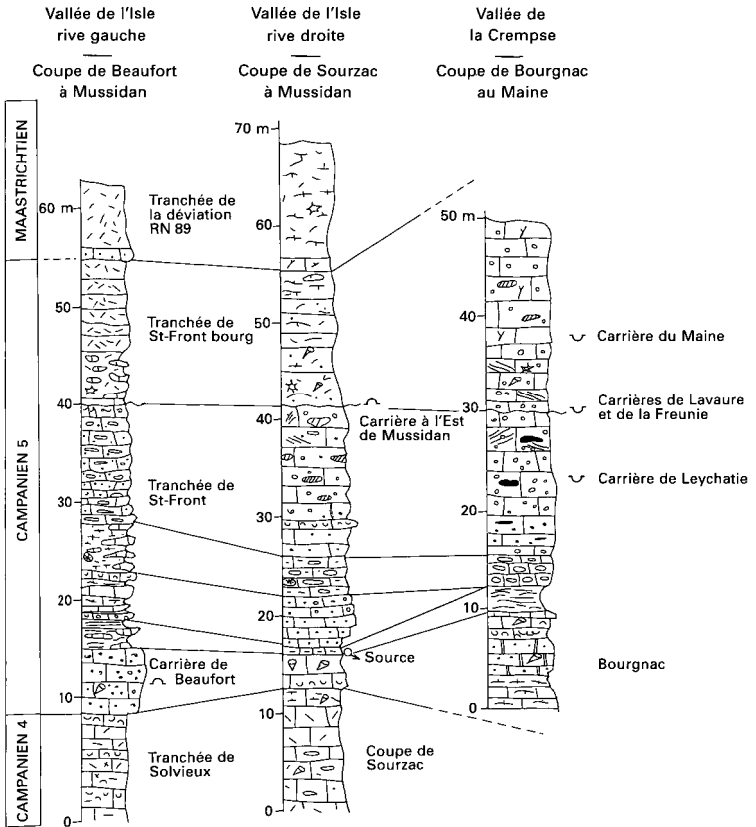 Vallée de l'Isle
rive gauche
Coupe de Beaufort
à Mussidan
Vallée de l'Isle
rive droite
Coupe de Sourzac
à Mussidan
Vallée de
la Crempse
Coupe de Bourgnac
au Maine
MAASTRICHTIEN
CAMPANIEN 5
CAMPANIEN 4
60 m
50
40
30
20
10
0
Tranchée de
la déviation
RN 89
Tranchée de
St-Front bourg
Tranchée de
St-Front
Carrière de
Beaufort
Tranchée de
Solvieux
70 m
60
50
40
30
20
10
0
Carrière à l'Est
de Mussidan
Source
Coupe de
Sourzac
50 m
40
30
20
10
0
Carrière du Maine
Carrières de Lavaure
et de la Freunie
Carrière de Leychatie
Bourgnac